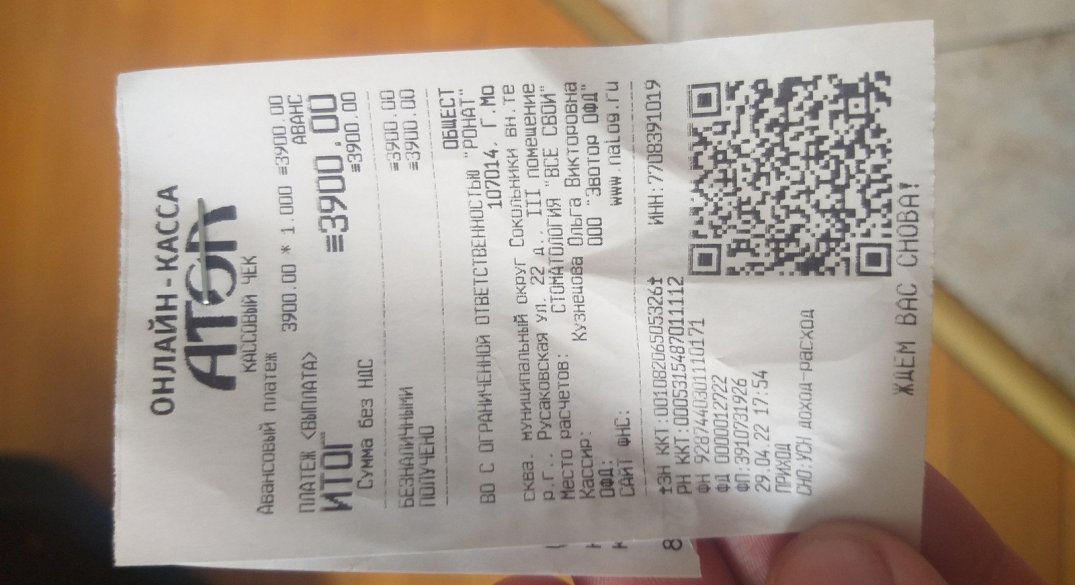 ОНЛАЙН-КАССА
АТОЛ
КАССОВЫЙ ЧЕК
Авансовый платеж
3900.00 * 1.000 ≡3900.00
ПЛАТЕЖ <ВЫПЛАТА> АВАНС
ИТОГ ≡3900.00
Сумма без НДС ≡3900.00
БЕЗНАЛИЧНЫМИ ≡3900.00
ПОЛУЧЕНО ≡3900.00
ОБЩЕСТ
ВО С ОГРАНИЧЕННОЙ ОТВЕТСТВЕННОСТЬЮ "РОНАТ"
107014, Г.МО
СКВА, МУНИЦИПАЛЬНЫЙ ОКРУГ СОКОЛЬНИКИ ВН.ТЕ
Р.Г., РУСАКОВСКАЯ УЛ. 22 Д., III ПОМЕЩЕНИЕ
Место расчетов: СТОМАТОЛОГИЯ "ВСЕ СВОИ"
Кассир: Кузнецова Ольга Викторовна
ОФД: ООО "ЭВОТОР ОФД"
САЙТ ФНС: www.nalog.ru
ЗН ККТ:00108206505326 ИНН:7708391019
РН ККТ:0005315487011112
ФН 9287440301110171
ФД 0000012722
ФП:3910731926
29.04.22 17:54
ПРИХОД
СНО:УСН доход-расход
ЖДЕМ ВАС СНОВА!
8